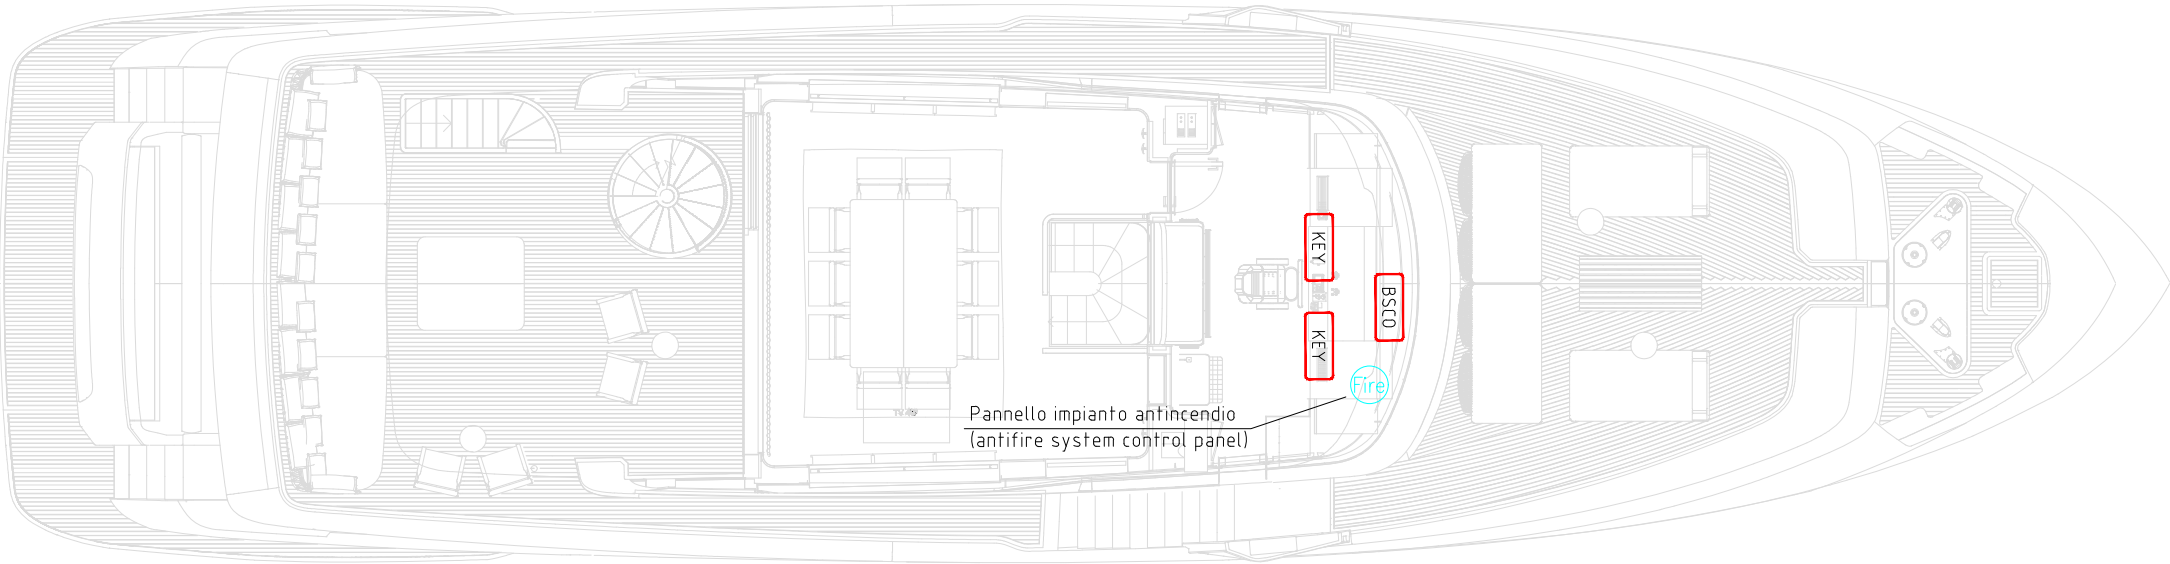 KEY
BSCO
KEY
Fire
Pannello impianto antincendio
(antifire system control panel)